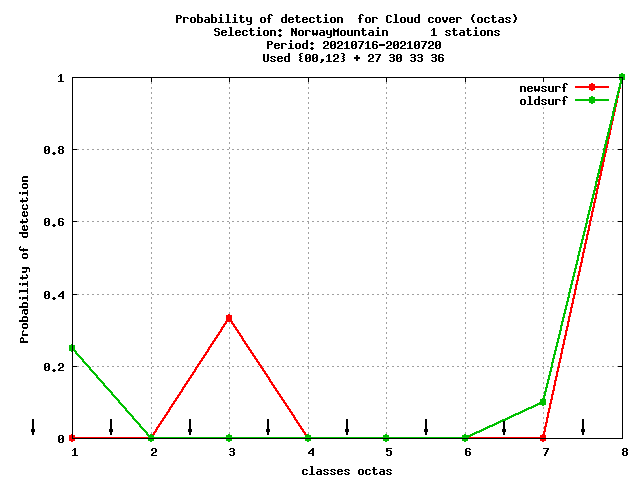 Probability of detection for Cloud cover (octas)
Selection: NorwayMountain 1 stations
Period: 20210716-20210720
Used {00,12} + 27 30 33 36
newsurf
oldsurf
Probability of detection
1
0.8
0.6
0.4
0.2
0
1 2 3 4 5 6 7 8
classes octas